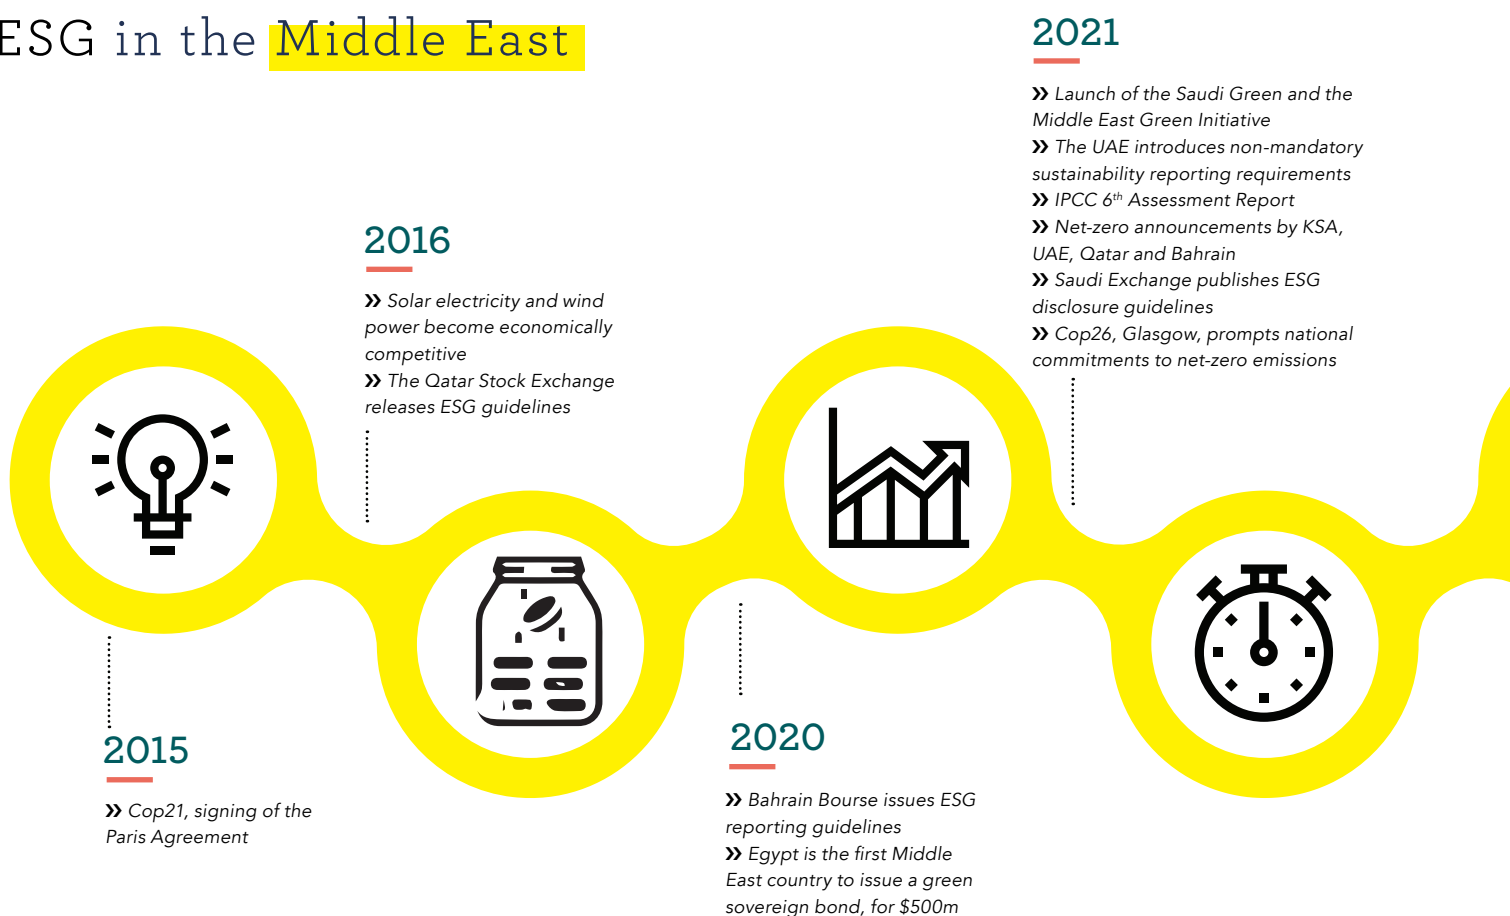 ESG in the Middle East
2015
» Cop21, signing of the
Paris Agreement
2016
» Solar electricity and wind
power become economically
competitive
» The Qatar Stock Exchange
releases ESG guidelines
2020
» Bahrain Bourse issues ESG
reporting guidelines
» Egypt is the first Middle
East country to issue a green
sovereign bond, for $500m
2021
» Launch of the Saudi Green and the
Middle East Green Initiative
» The UAE introduces non-mandatory
sustainability reporting requirements
» IPCC 6th Assessment Report
» Net-zero announcements by KSA,
UAE, Qatar and Bahrain
» Saudi Exchange publishes ESG
disclosure guidelines
» Cop26, Glasgow, prompts national
commitments to net-zero emissions